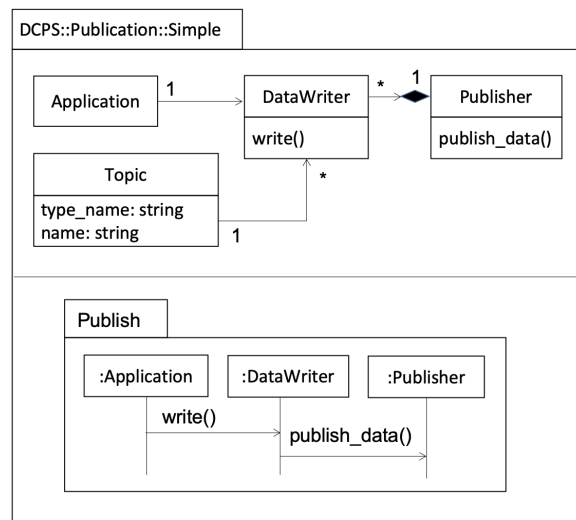 DCPS::Publication::Simple
Application
1
DataWriter
write()
*
1
Publisher
publish_data()
Topic
type_name: string
name: string
1
*
Publish
:Application
:DataWriter
:Publisher
write()
publish_data()